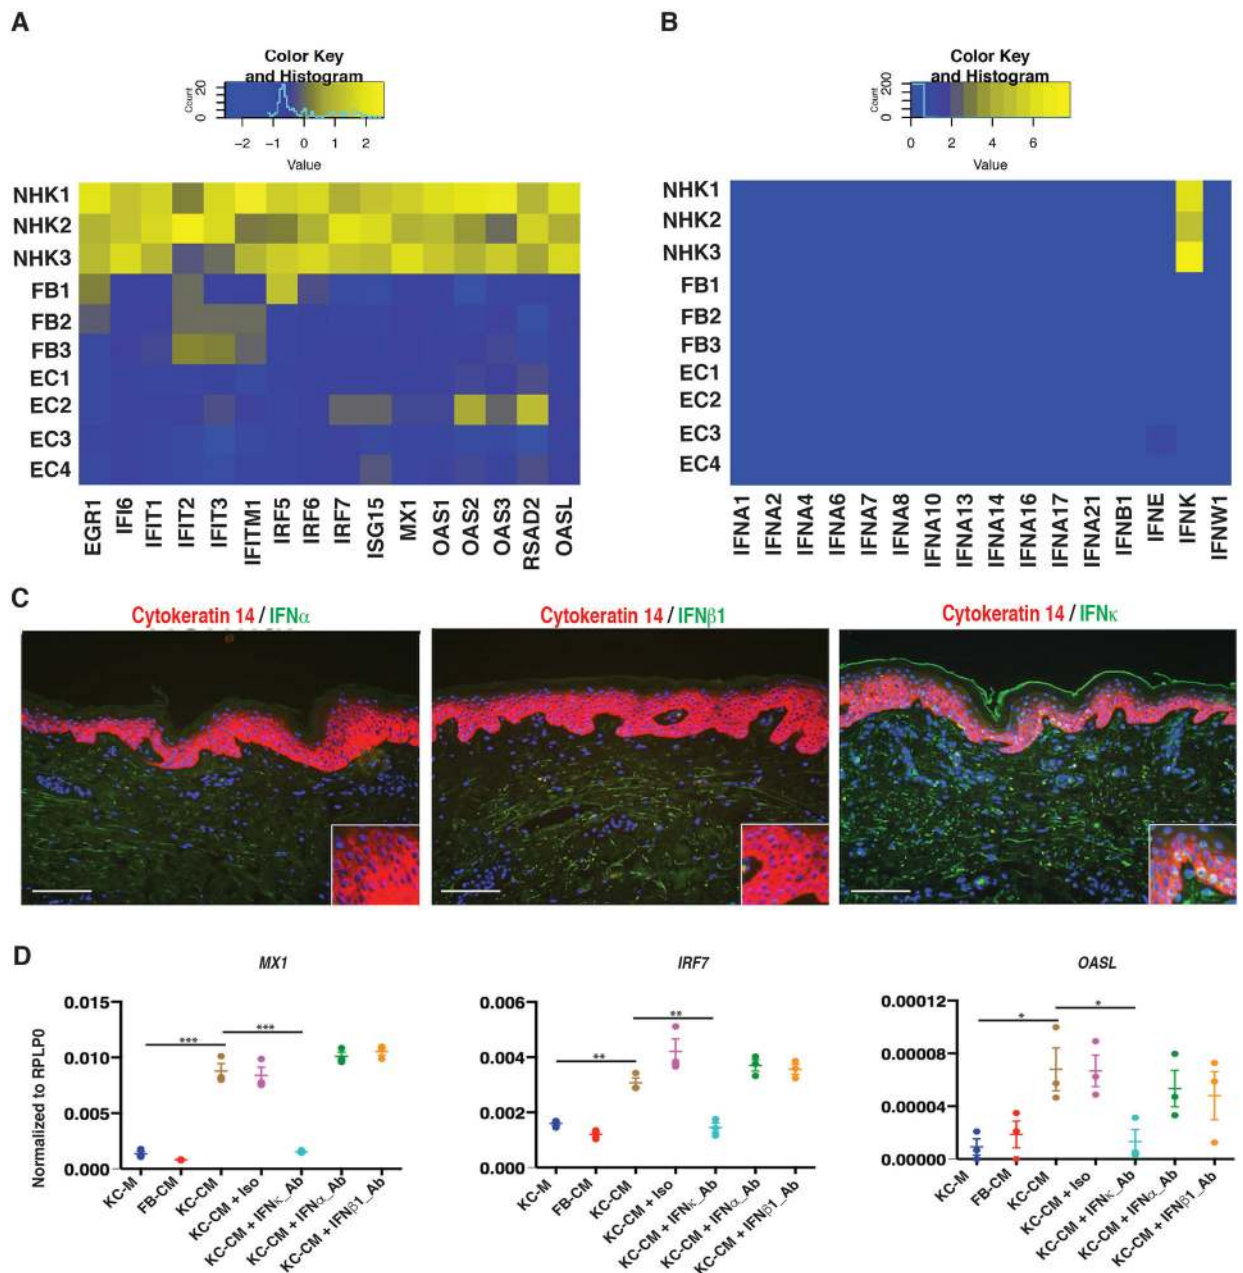 A
Color Key
and Histogram
Count
0 20
−2 −1 0 1 2
Value
NHK1
NHK2
NHK3
FB1
FB2
FB3
EC1
EC2
EC3
EC4
EGR1 IFI6 IFIT1 IFIT2 IFIT3 IFITM1 IRF5 IRF6 IRF7 ISG15 MX1 OAS1 OAS2 OAS3 RSAD2 OASL
B
Color Key
and Histogram
Count
0 200
0 2 4 6
Value
NHK1
NHK2
NHK3
FB1
FB2
FB3
EC1
EC2
EC3
EC4
IFNA1 IFNA2 IFNA4 IFNA6 IFNA7 IFNA8 IFNA10 IFNA13 IFNA14 IFNA16 IFNA17 IFNA21 IFNB1 IFNE IFNK IFNW1
C
Cytokeratin 14 / IFNα
Cytokeratin 14 / IFNβ1
Cytokeratin 14 / IFNκ
D
MX1
Normalized to RPLP0
0.015
0.010
0.005
0.000
***
***
KC-M
FB-CM
KC-CM
KC-CM + Iso
KC-CM + IFNκ_Ab
KC-CM + IFNα_Ab
KC-CM + IFNβ1_Ab
IRF7
0.006
0.004
0.002
0.000
**
**
KC-M
FB-CM
KC-CM
KC-CM + Iso
KC-CM + IFNκ_Ab
KC-CM + IFNα_Ab
KC-CM + IFNβ1_Ab
OASL
0.00012
0.00008
0.00004
0.00000
*
*
KC-M
FB-CM
KC-CM
KC-CM + Iso
KC-CM + IFNκ_Ab
KC-CM + IFNα_Ab
KC-CM + IFNβ1_Ab